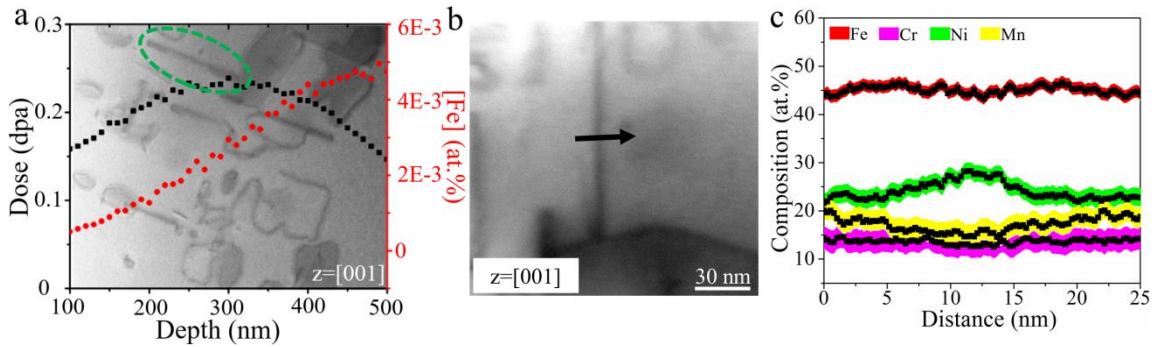 a
0.3
0.2
0.1
0
Dose (dpa)
6E-3
4E-3
2E-3
0
[Fe] (at.%)
z=[001]
100 200 300 400 500
Depth (nm)
b
z=[001]
30 nm
c
Fe Cr Ni Mn
60
50
40
30
20
10
Composition (at.%)
0 5 10 15 20 25
Distance (nm)